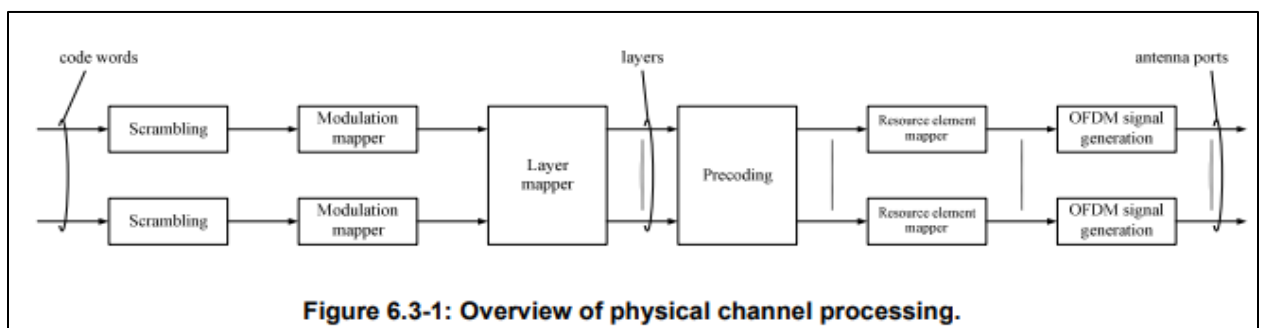 code words
layers
antenna ports
Scrambling
Modulation
mapper
Layer
mapper
Precoding
Resource element
mapper
OFDM signal
generation
Scrambling
Modulation
mapper
Resource element
mapper
OFDM signal
generation
Figure 6.3-1: Overview of physical channel processing.